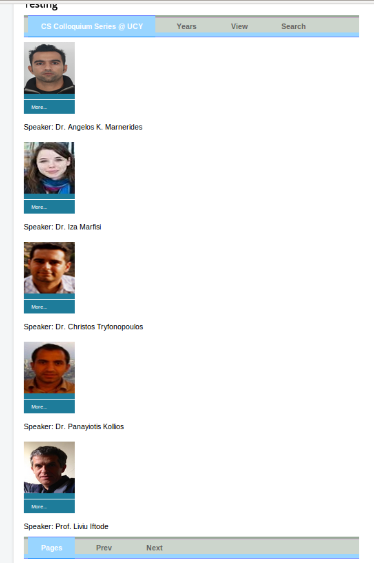 Testing
CS Colloquium Series @ UCY Years View Search
More...
Speaker: Dr. Angelos K. Marnerides
More...
Speaker: Dr. Iza Marfisi
More...
Speaker: Dr. Christos Tryfonopoulos
More...
Speaker: Dr. Panayiotis Kolios
More...
Speaker: Prof. Liviu Iftode
Pages Prev Next